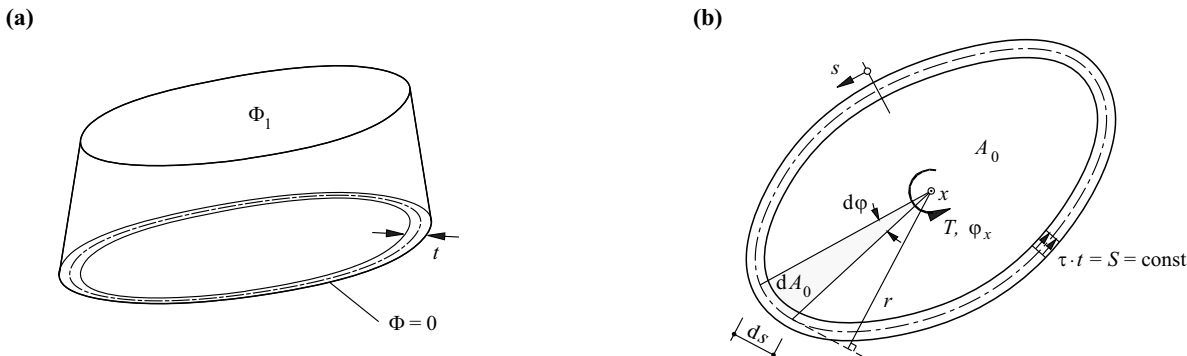 (a)
Φ₁
t
Φ = 0
(b)
s
A₀
dφ
x
T, φₓ
τ · t = S = const
dA₀
r
ds